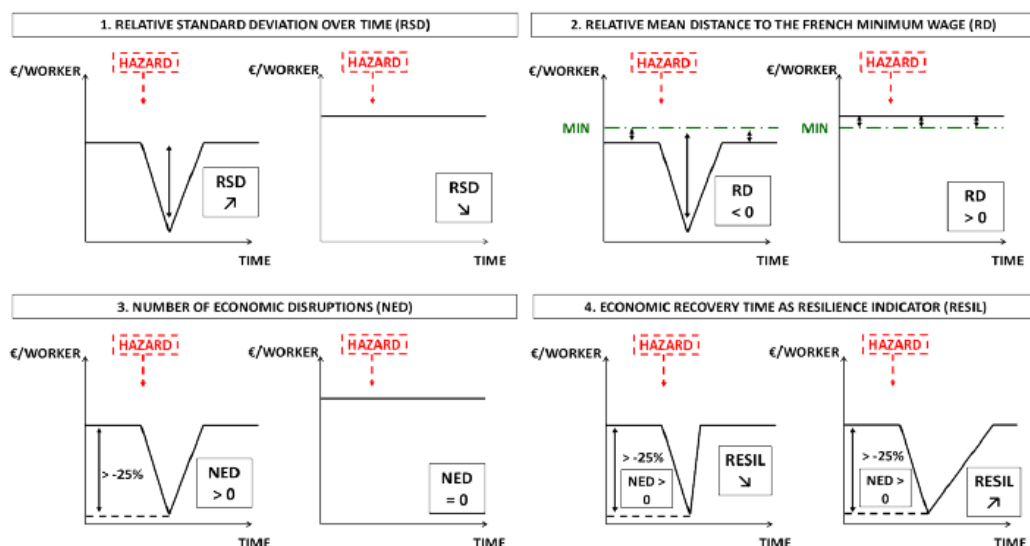 1. RELATIVE STANDARD DEVIATION OVER TIME (RSD)
€/WORKER
HAZARD
RSD
↗
TIME
€/WORKER
HAZARD
RSD
↘
TIME
2. RELATIVE MEAN DISTANCE TO THE FRENCH MINIMUM WAGE (RD)
€/WORKER
HAZARD
MIN
RD
< 0
TIME
€/WORKER
HAZARD
MIN
RD
> 0
TIME
3. NUMBER OF ECONOMIC DISRUPTIONS (NED)
€/WORKER
HAZARD
> -25%
NED
> 0
TIME
€/WORKER
HAZARD
NED
= 0
TIME
4. ECONOMIC RECOVERY TIME AS RESILIENCE INDICATOR (RESIL)
€/WORKER
HAZARD
> -25%
NED >
0
RESIL
↘
TIME
€/WORKER
HAZARD
> -25%
NED >
0
RESIL
↗
TIME